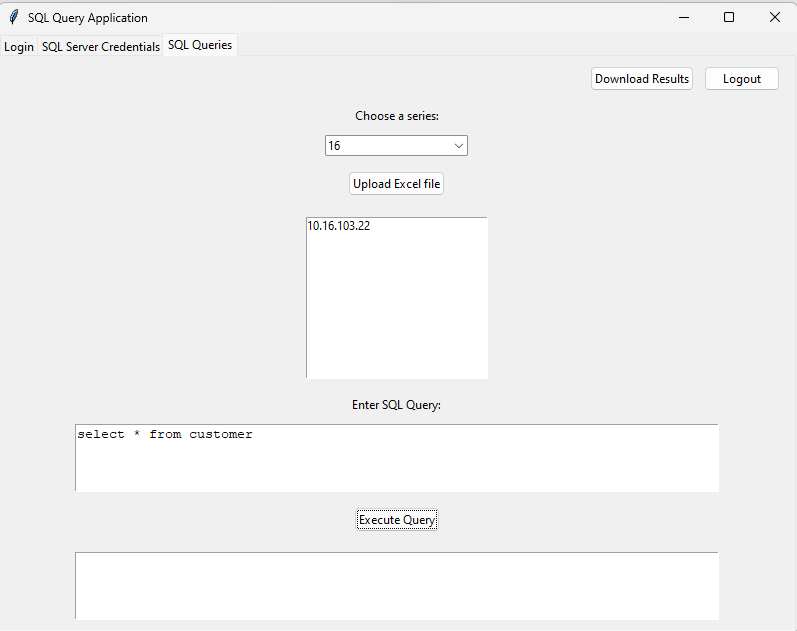 SQL Query Application
Login SQL Server Credentials SQL Queries
Download Results Logout
Choose a series:
16
Upload Excel file
10.16.103.22
Enter SQL Query:
select * from customer
Execute Query